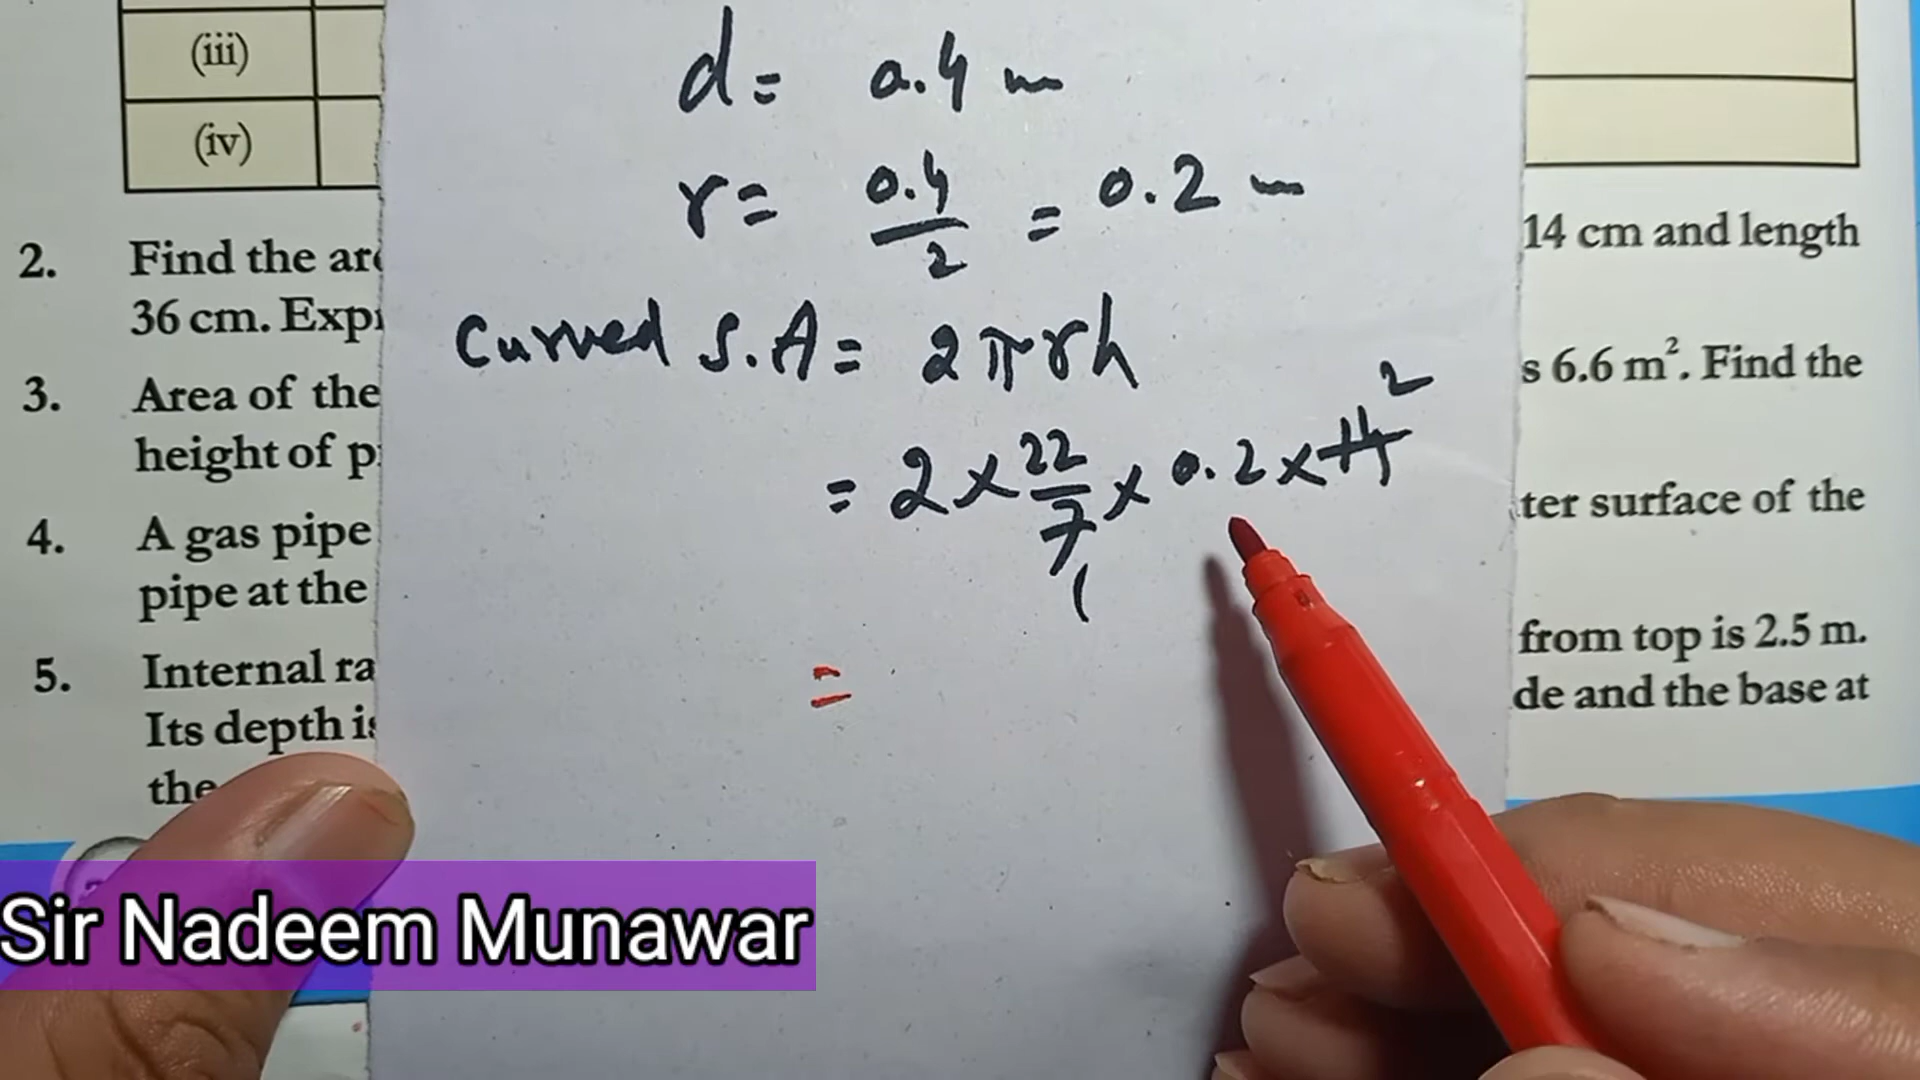 (iii)
(iv)
d = 0.4 m
r = 0.4/2 = 0.2 m
Curved S.A = 2πrh
= 2 × 22/7 × 0.2 × 14 2
1
=
2. Find the are 14 cm and length
36 cm. Exp
3. Area of the s 6.6 m². Find the
height of p
4. A gas pipe ter surface of the
pipe at the
5. Internal ra from top is 2.5 m.
Its depth is de and the base at
the
Sir Nadeem Munawar